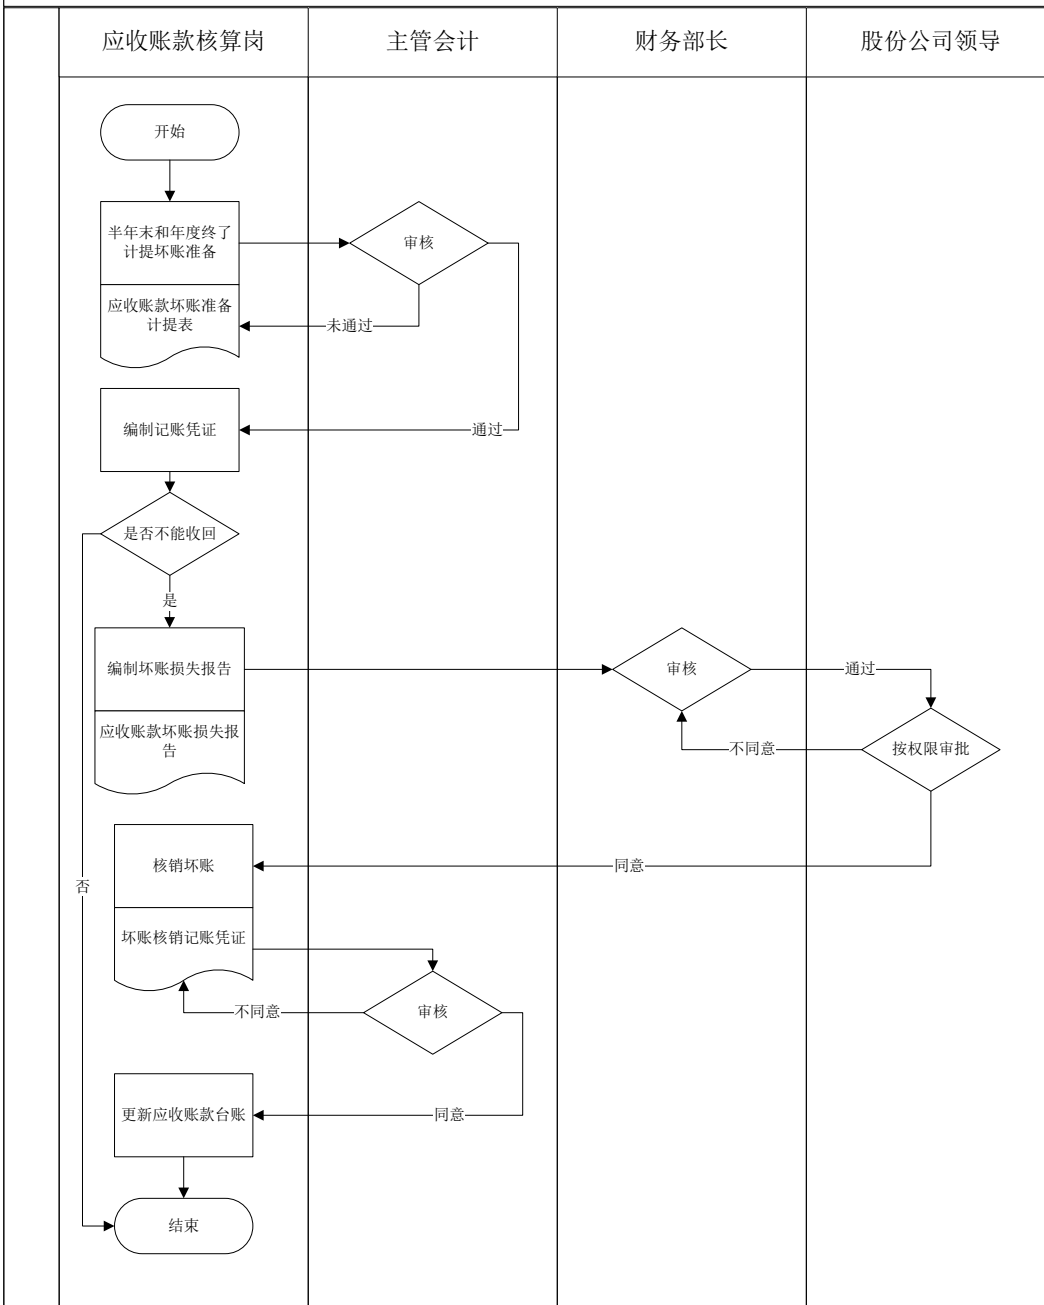 应收账款核算岗
主管会计
财务部长
股份公司领导
开始
半年末和年度终了
计提坏账准备
审核
应收账款坏账准备
计提表
未通过
编制记账凭证
通过
是否不能收回
是
编制坏账损失报告
审核
通过
应收账款坏账损失报
告
不同意
按权限审批
核销坏账
同意
否
坏账核销记账凭证
不同意
审核
更新应收账款台账
同意
结束